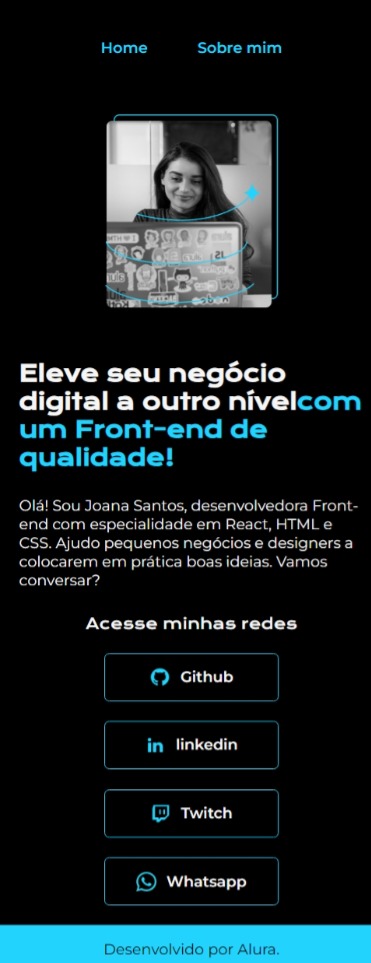 Home Sobre mim
Eleve seu negócio
digital a outro nívelcom
um Front-end de
qualidade!
Olá! Sou Joana Santos, desenvolvedora Front-
end com especialidade em React, HTML e
CSS. Ajudo pequenos negócios e designers a
colocarem em prática boas ideias. Vamos
conversar?
Acesse minhas redes
Github
linkedin
Twitch
Whatsapp
Desenvolvido por Alura.